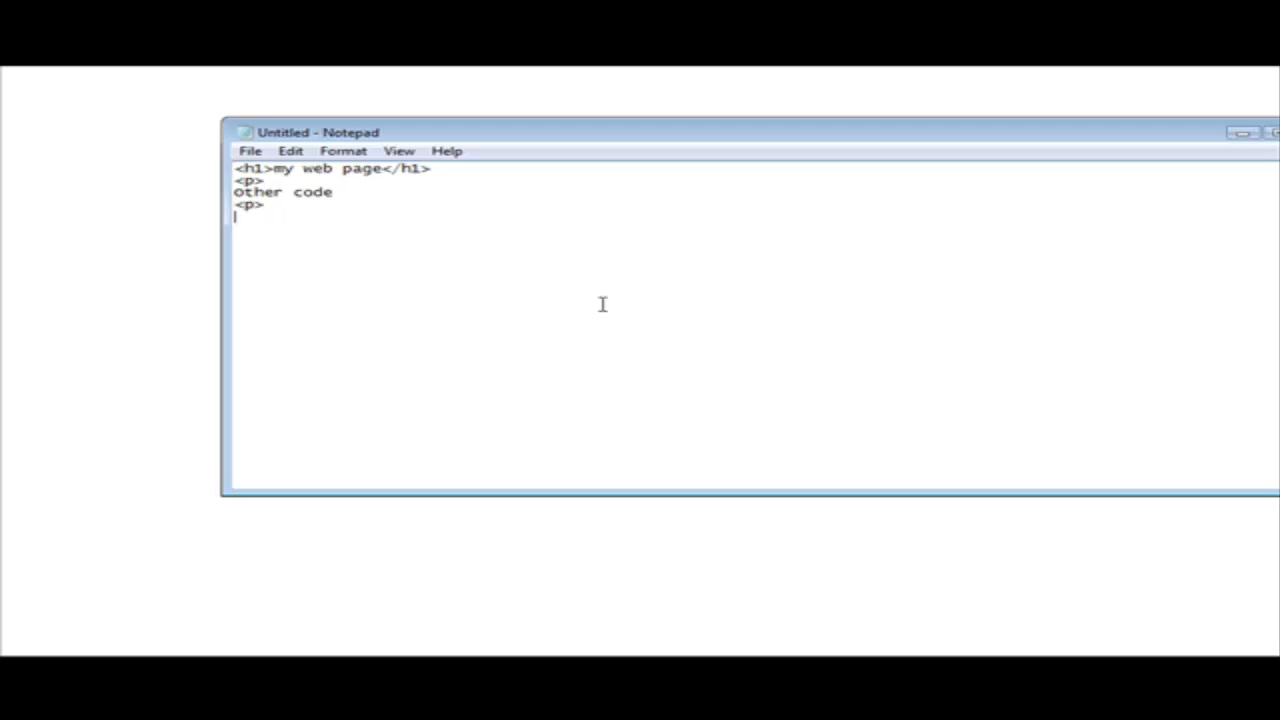 Untitled - Notepad
File Edit Format View Help
<h1>my web page</h1>
<p>
Other code
<p>